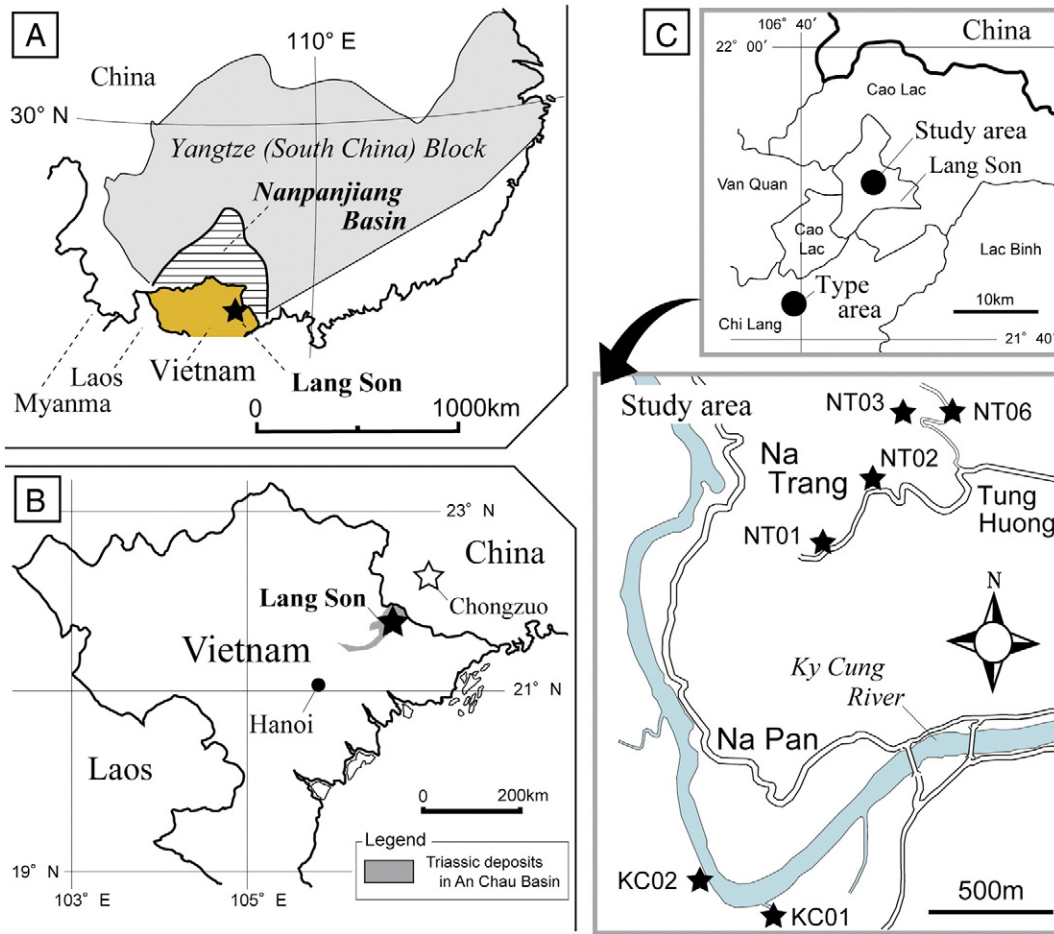 A
110° E
China
30° N
Yangtze (South China) Block
Nanpanjiang
Basin
Vietnam
Lang Son
Laos
Myanma
0
1000km
B
23° N
China
Chongzuo
Lang Son
Vietnam
21° N
Hanoi
Laos
0
200km
Legend
Triassic deposits
in An Chau Basin
19° N
103° E
105° E
C
106° 40′
22° 00′
China
Cao Lac
Study area
Lang Son
Van Quan
Cao
Lac
Lac Binh
Type
area
10km
Chi Lang
21° 40′
Study area
NT03
NT06
Na
Trang
NT02
Tung
Huong
NT01
N
Ky Cung
River
Na Pan
KC02
KC01
500m